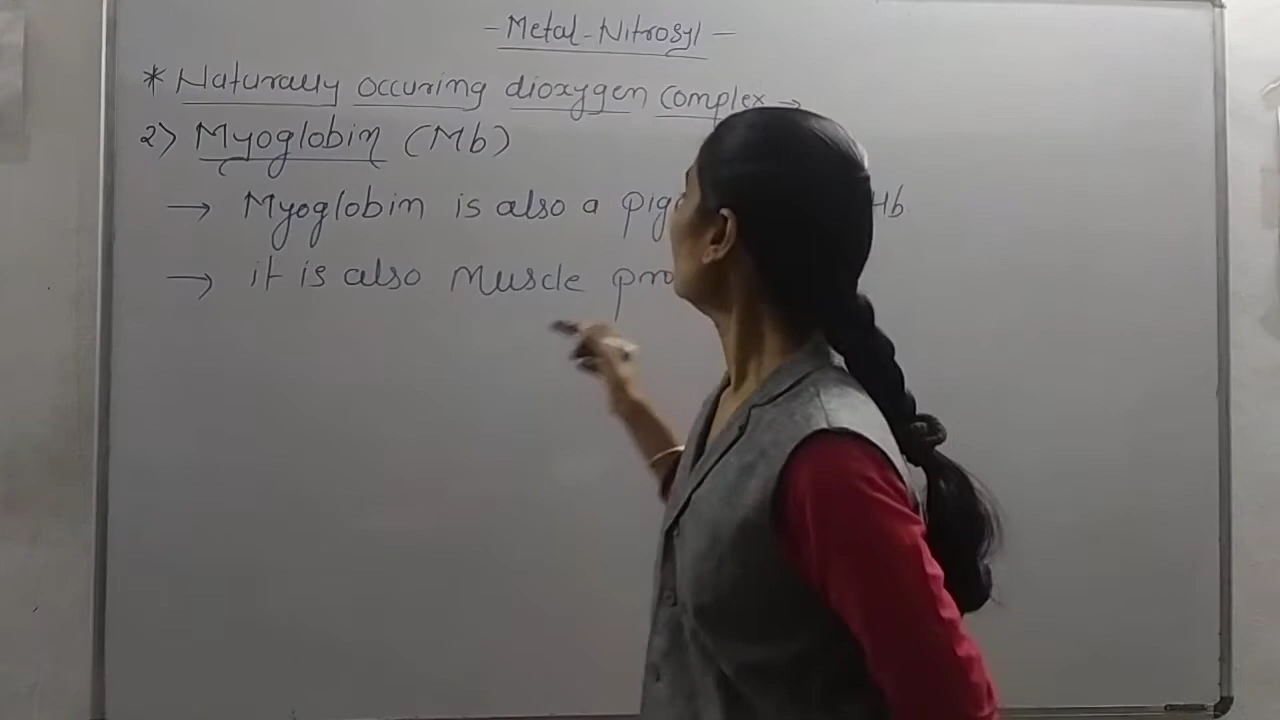 - Metal-Nitrosyl -
* Naturally occuring dioxygen complex →
2) Myoglobin (Mb)
→ Myoglobin is also a Hb
→ it is also Muscle